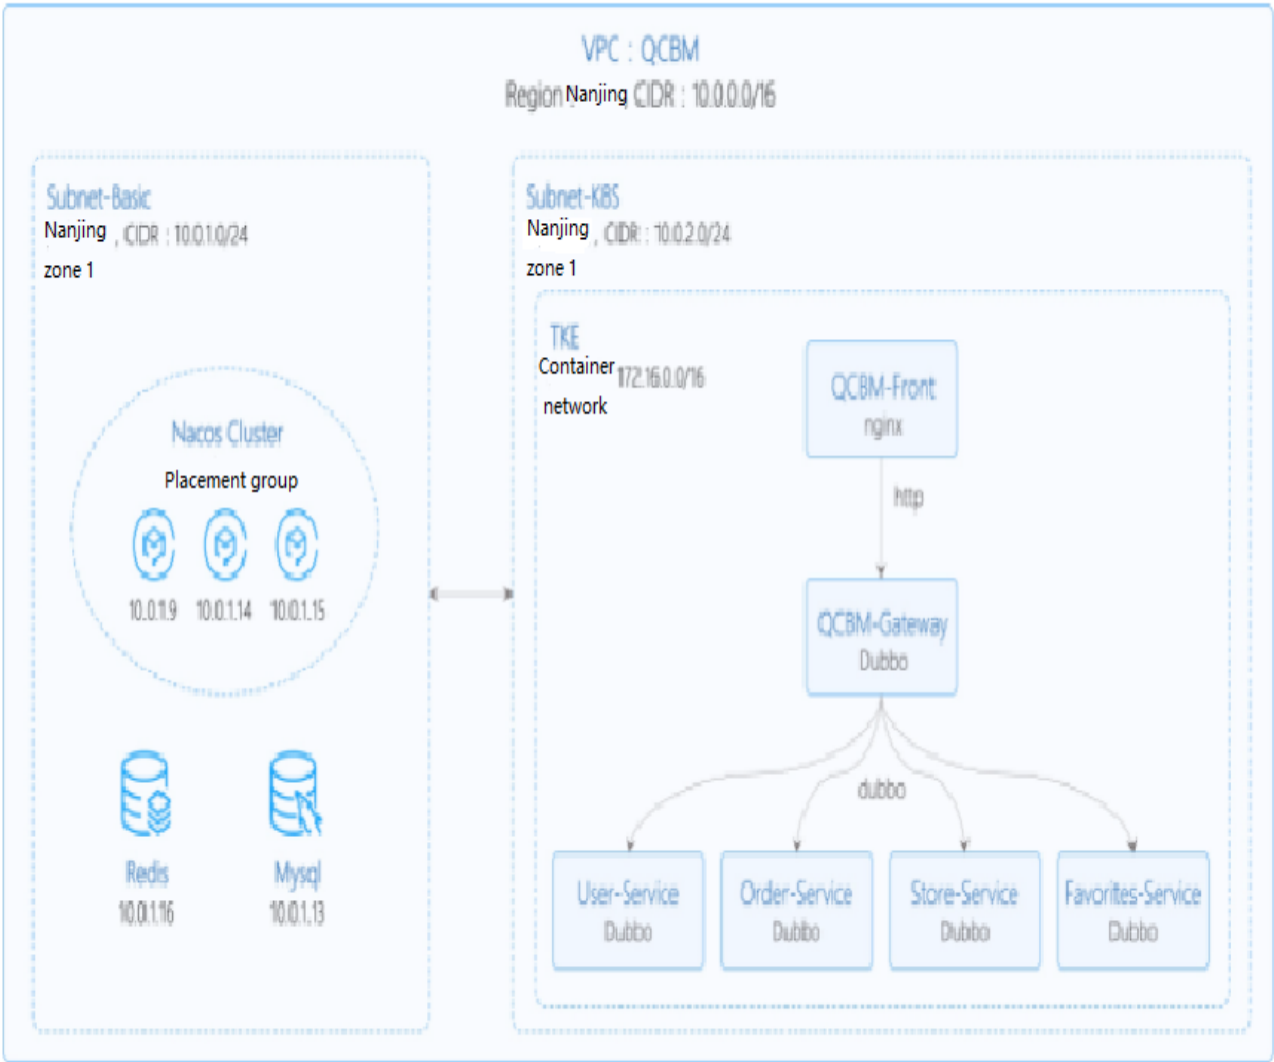 VPC : QCBM
Region : Nanjing CIDR : 10.0.0.0/16
Subnet-Basic
Nanjing , CIDR : 10.0.1.0/24
zone 1
Nacos Cluster
Placement group
10.0.1.9 10.0.1.14 10.0.1.15
Redis
10.0.1.16
Mysql
10.0.1.13
Subnet-K8S
Nanjing , CIDR : 10.0.2.0/24
zone 1
TKE
Container 172.16.0.0/16
network
QCBM-Front
nginx
http
QCBM-Gateway
Dubbo
dubbo
User-Service
Dubbo
Order-Service
Dubbo
Store-Service
Dubbo
Favorites-Service
Dubbo